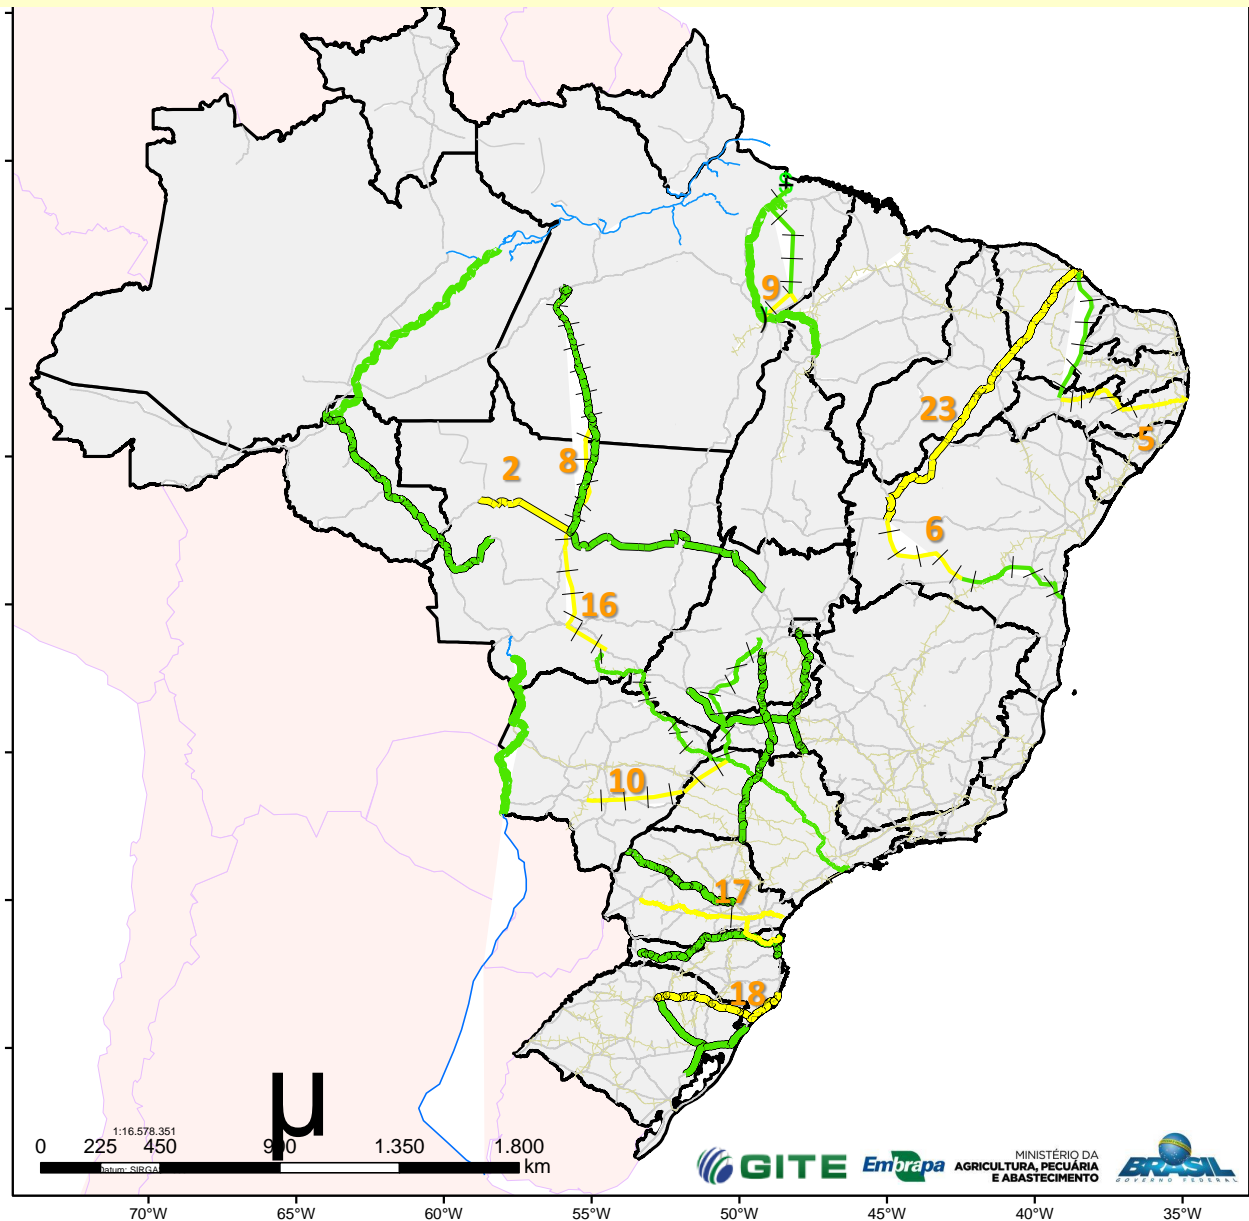 9
23
5
2
8
6
16
10
17
18
µ
1:16.578.351
0 225 450 900 1.350 1.800
km
Datum: SIRGA
GITE
Embrapa
MINISTÉRIO DA
AGRICULTURA, PECUÁRIA
E ABASTECIMENTO
BRASIL
GOVERNO FEDERAL
70°W 65°W 60°W 55°W 50°W 45°W 40°W 35°W